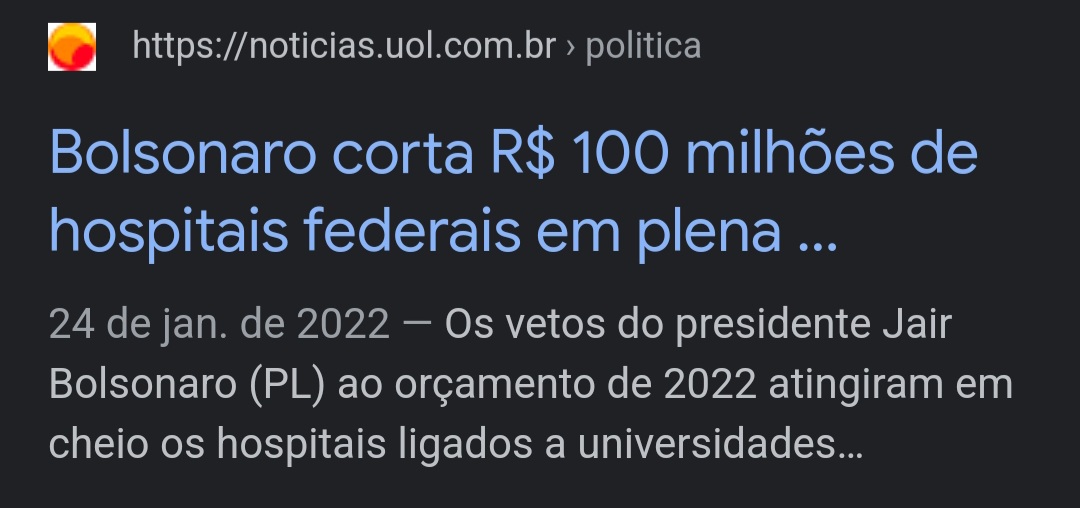 https://noticias.uol.com.br › politica
Bolsonaro corta R$ 100 milhões de
hospitais federais em plena ...
24 de jan. de 2022 — Os vetos do presidente Jair
Bolsonaro (PL) ao orçamento de 2022 atingiram em
cheio os hospitais ligados a universidades...